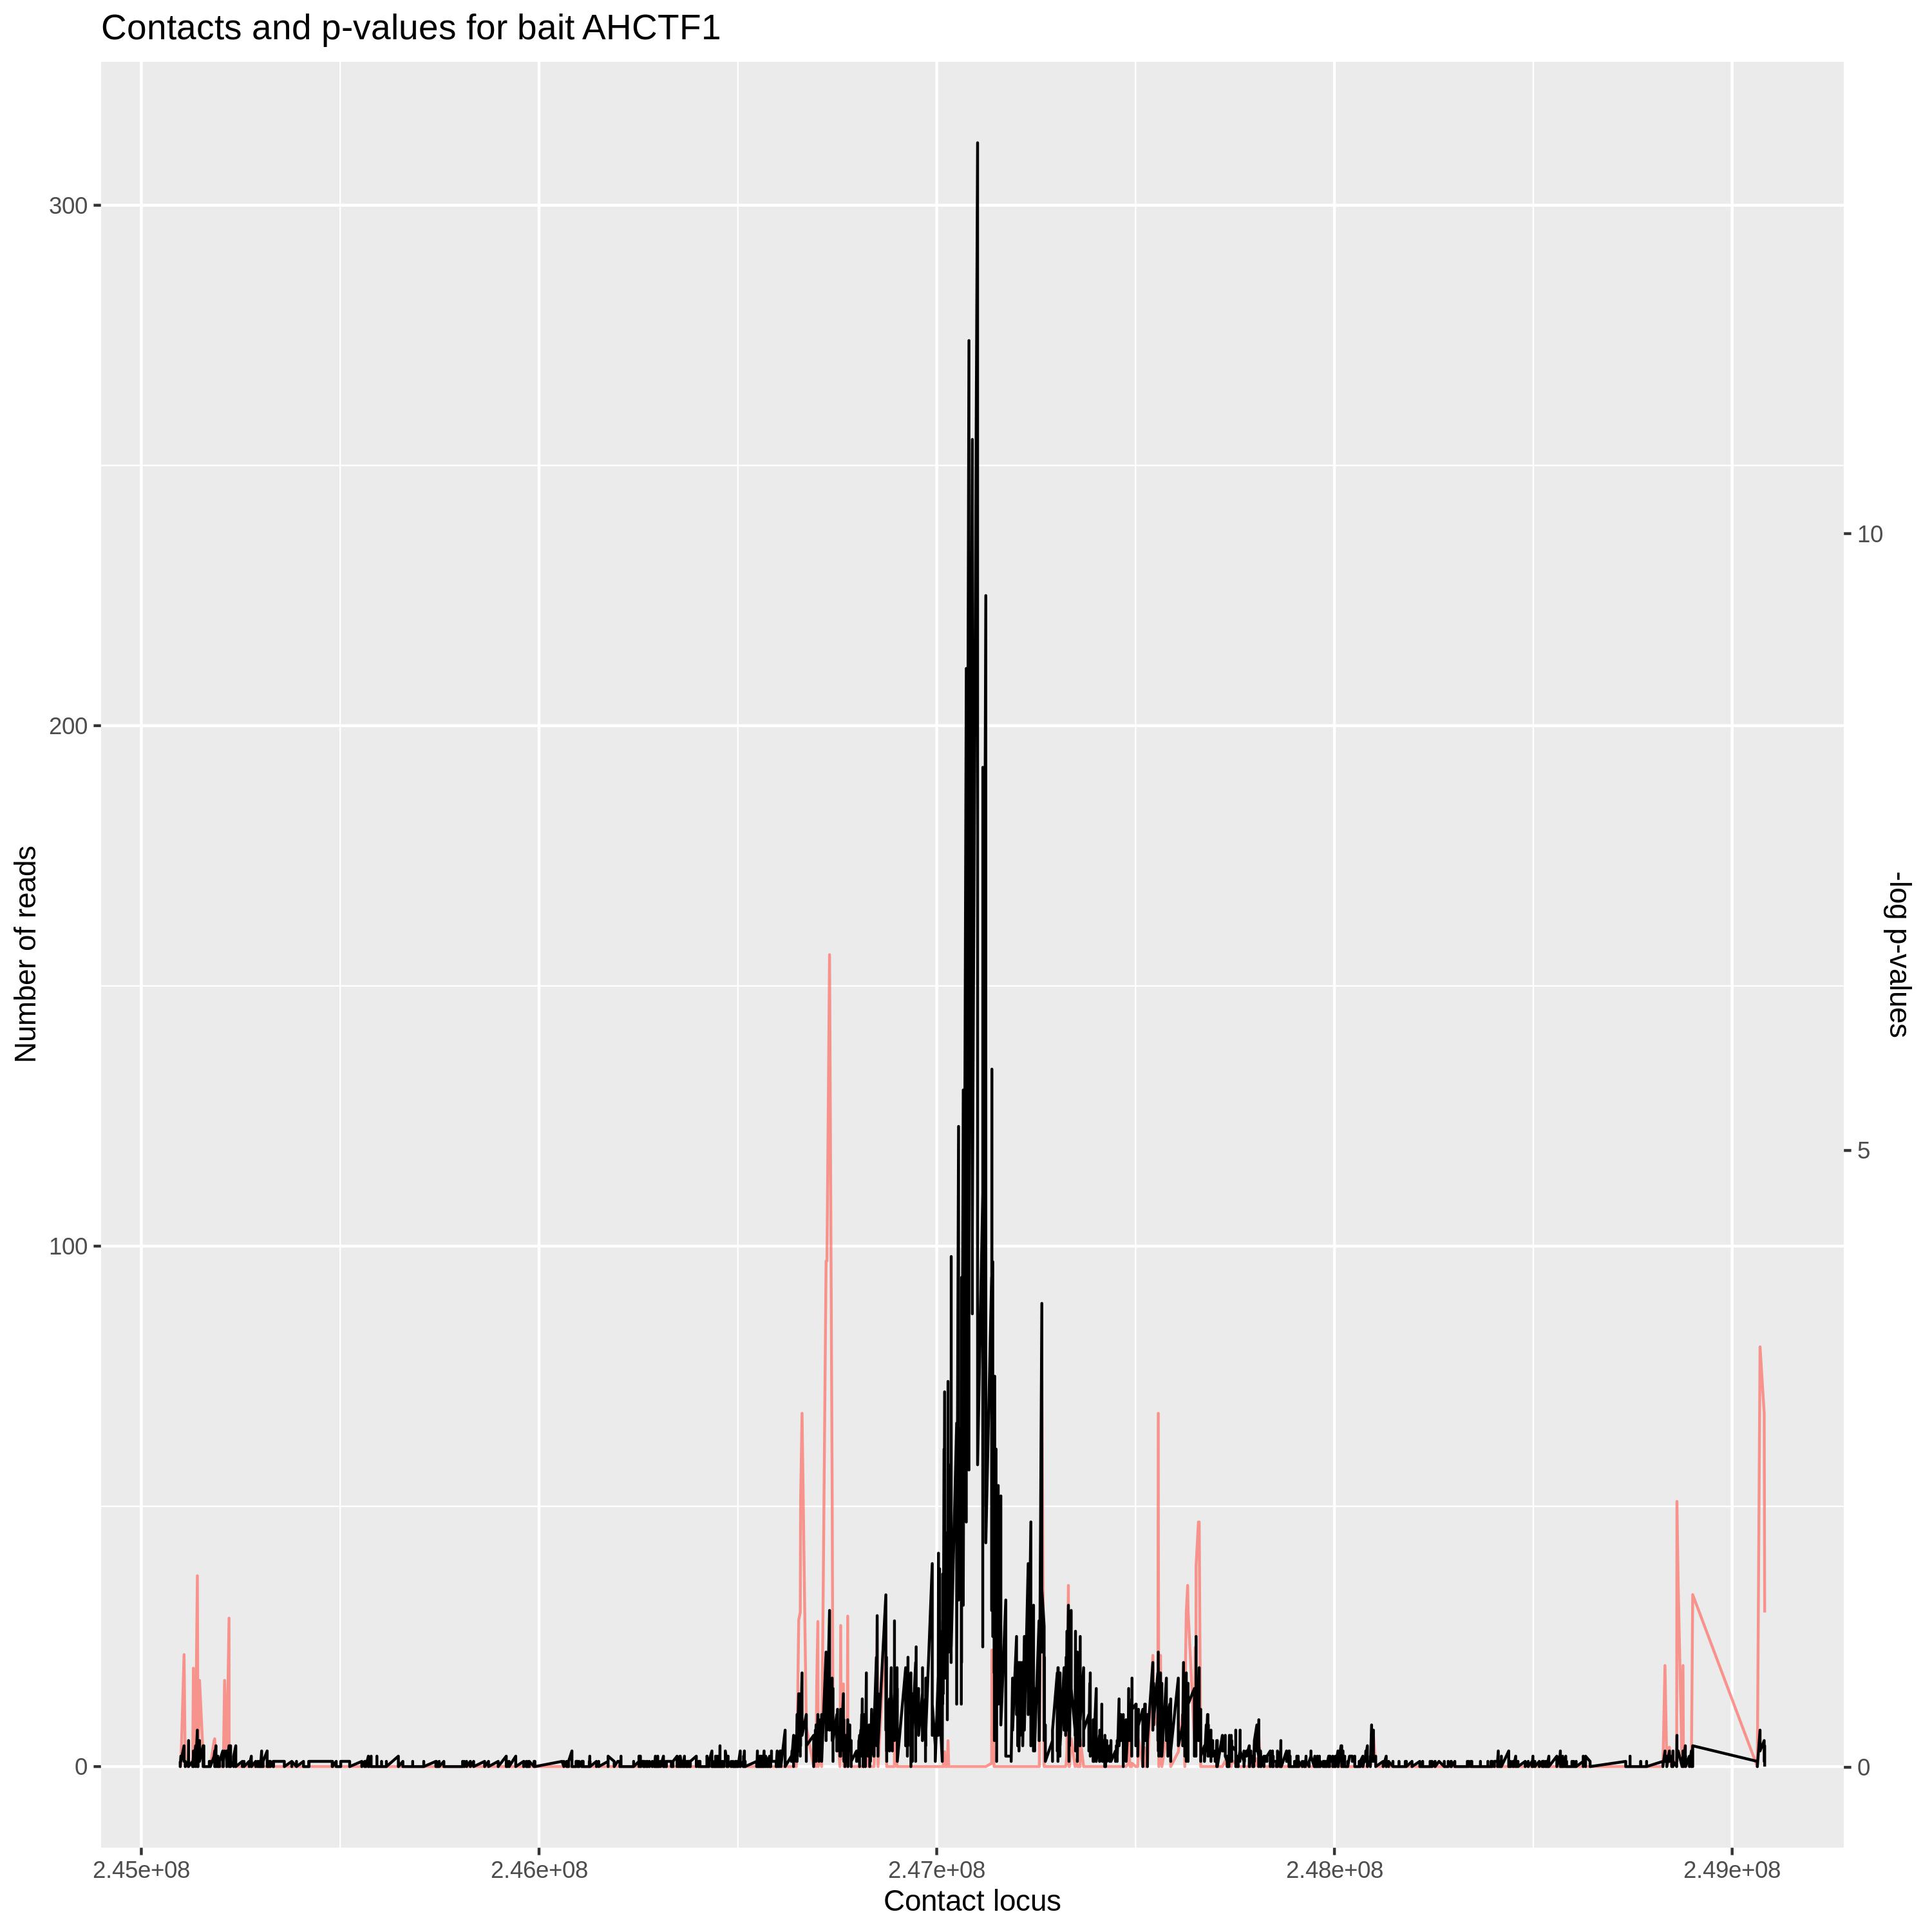 Contacts and p-values for bait AHCTF1
Number of reads
300
200
100
0
10
5
0
-log p-values
2.45e+08
2.46e+08
2.47e+08
2.48e+08
2.49e+08
Contact locus